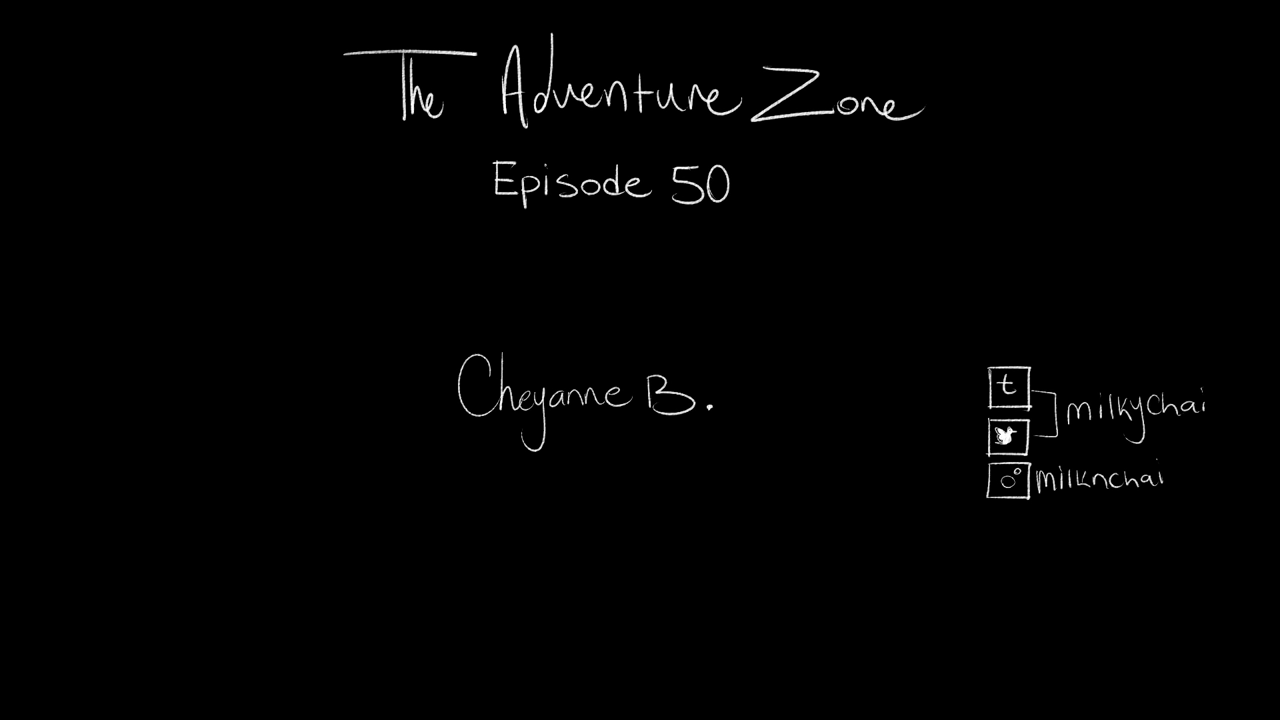 The Adventure Zone
Episode 50
Cheyanne B.
t
milkychai
milknchai